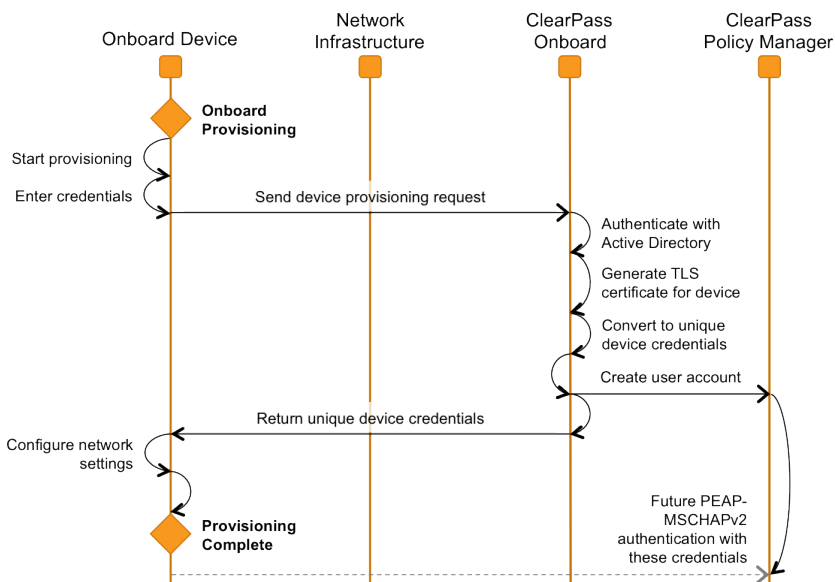 Onboard Device
Network
Infrastructure
ClearPass
Onboard
ClearPass
Policy Manager
Onboard
Provisioning
Start provisioning
Enter credentials
Send device provisioning request
Authenticate with
Active Directory
Generate TLS
certificate for device
Convert to unique
device credentials
Create user account
Return unique device credentials
Configure network
settings
Future PEAP-
MSCHAPv2
authentication with
these credentials
Provisioning
Complete